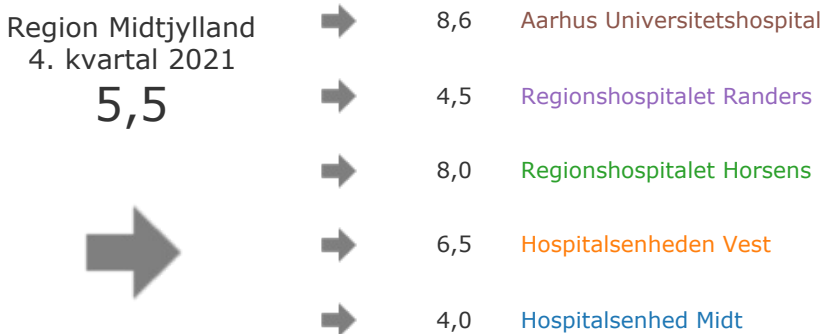 Region Midtjylland
4. kvartal 2021
5,5
8,6 Aarhus Universitetshospital
4,5 Regionshospitalet Randers
8,0 Regionshospitalet Horsens
6,5 Hospitalsenheden Vest
4,0 Hospitalsenhed Midt